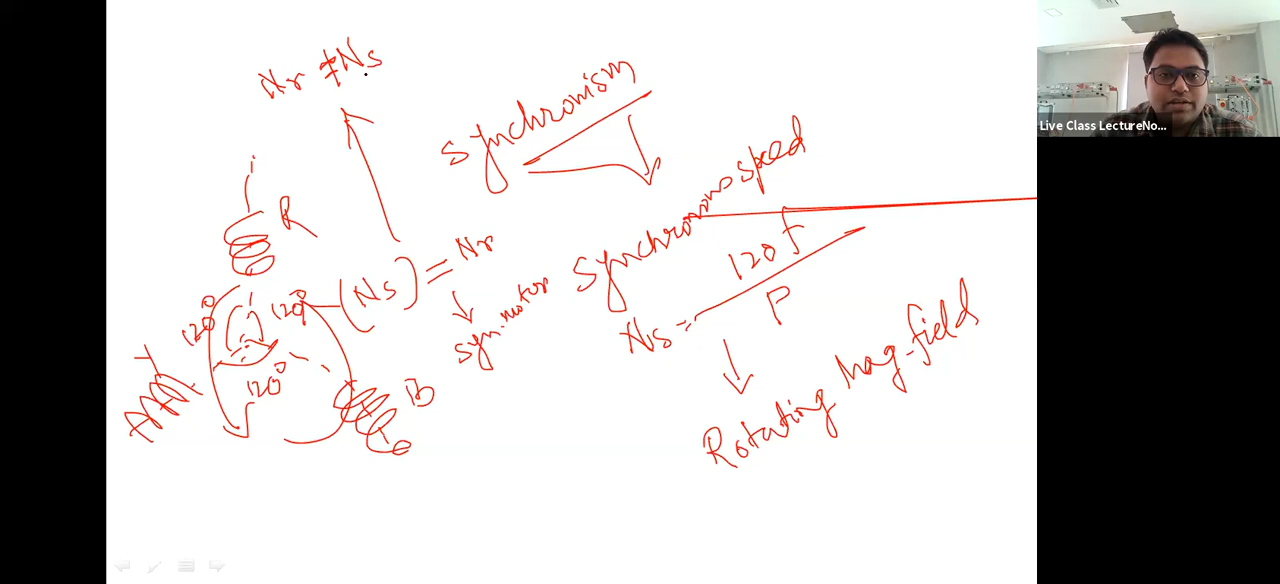 Nr ≠ Ns
synchronism
Live Class LectureNo...
synchronous speed
R
120°
120°
120°
(Ns) = Nr
syn. motor
Ns = 120 f
P
Y
B
Rotating Mag-field